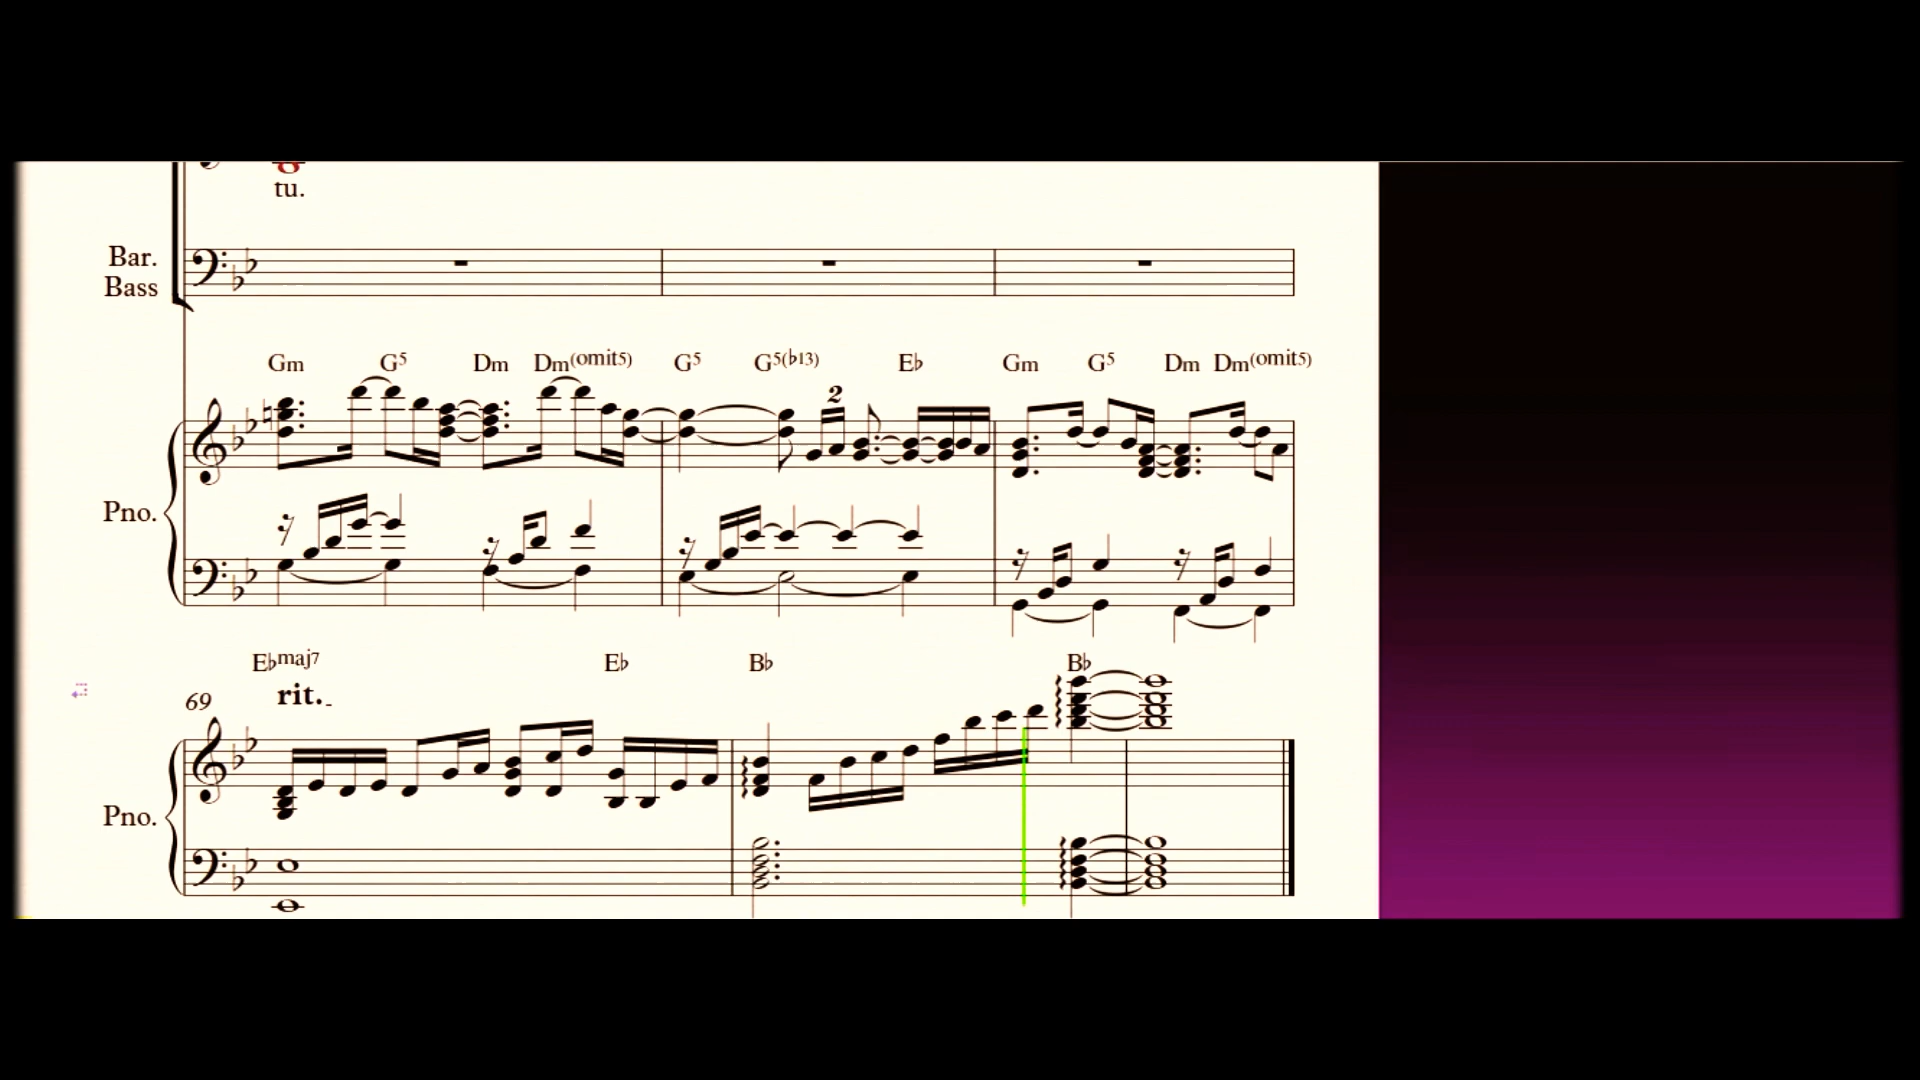 tu.
Bar.
Bass
Gm G5 Dm Dm(omit5) G5 G5(♭13) E♭ Gm G5 Dm Dm(omit5)
2
Pno.
E♭maj7 E♭ B♭ B♭
69 rit.
Pno.